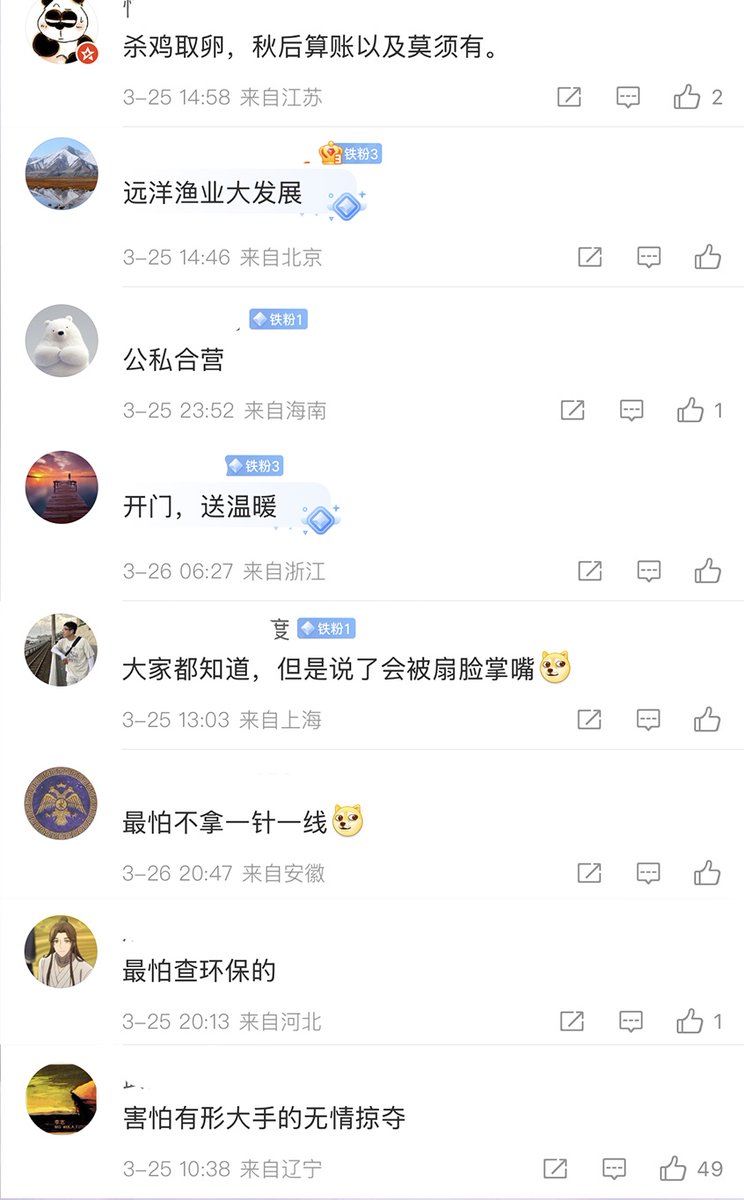 杀鸡取卵，秋后算账以及莫须有。
3-25 14:58 来自江苏
2
铁粉3
远洋渔业大发展
3-25 14:46 来自北京
铁粉1
公私合营
3-25 23:52 来自海南
1
铁粉3
开门，送温暖
3-26 06:27 来自浙江
铁粉1
大家都知道，但是说了会被扇脸掌嘴
3-25 13:03 来自上海
最怕不拿一针一线
3-26 20:47 来自安徽
最怕查环保的
3-25 20:13 来自河北
1
害怕有形大手的无情掠夺
3-25 10:38 来自辽宁
49